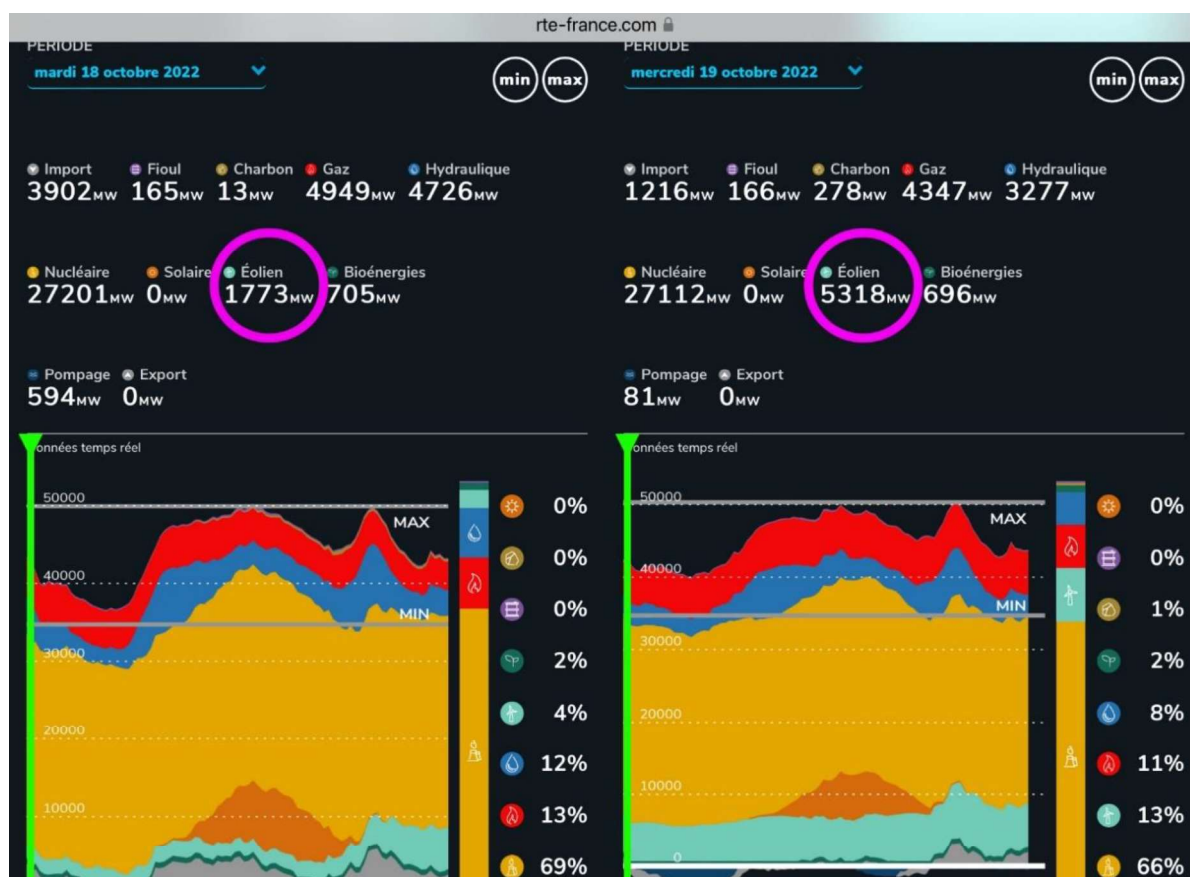 rte-france.com
PÉRIODE
mardi 18 octobre 2022
min max
Import Fioul Charbon Gaz Hydraulique
3902MW 165MW 13MW 4949MW 4726MW
Nucléaire Solaire Éolien Bioénergies
27201MW 0MW 1773MW 705MW
Pompage Export
594MW 0MW
onnées temps réel
50000
MAX
40000
MIN
30000
20000
10000
0%
0%
0%
2%
4%
12%
13%
69%
PÉRIODE
mercredi 19 octobre 2022
min max
Import Fioul Charbon Gaz Hydraulique
1216MW 166MW 278MW 4347MW 3277MW
Nucléaire Solaire Éolien Bioénergies
27112MW 0MW 5318MW 696MW
Pompage Export
81MW 0MW
onnées temps réel
50000
MAX
40000
MIN
30000
20000
10000
0
0%
0%
1%
2%
8%
11%
13%
66%